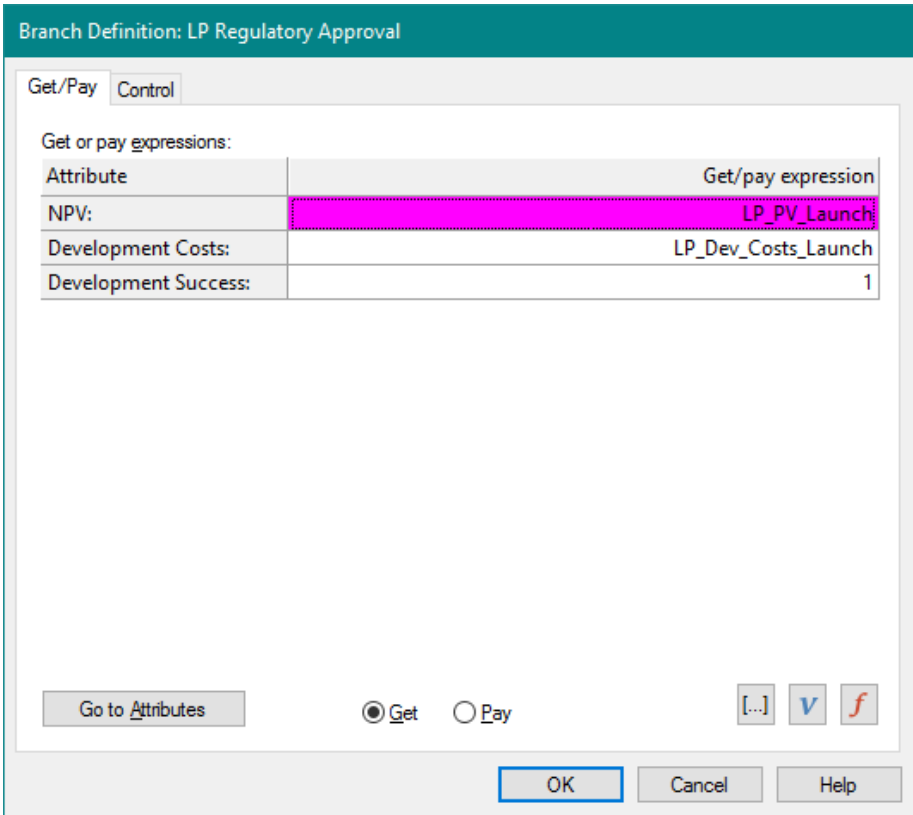 Branch Definition: LP Regulatory Approval
Get/Pay Control
Get or pay expressions:
Attribute Get/pay expression
NPV: LP_PV_Launch
Development Costs: LP_Dev_Costs_Launch
Development Success: 1
Go to Attributes Get Pay [...] V f
OK Cancel Help